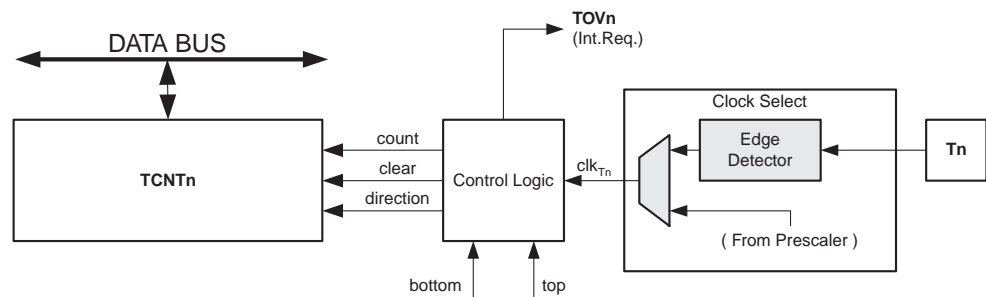 TOVn
(Int.Req.)
DATA BUS
Clock Select
count
Edge
Detector
Tn
clear
TCNTn
Control Logic
clkTn
direction
( From Prescaler )
bottom
top